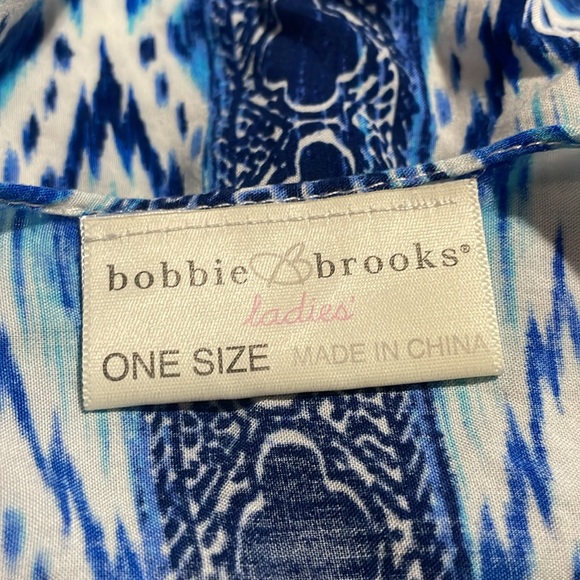 bobbie B brooks®
ladies'
ONE SIZE MADE IN CHINA